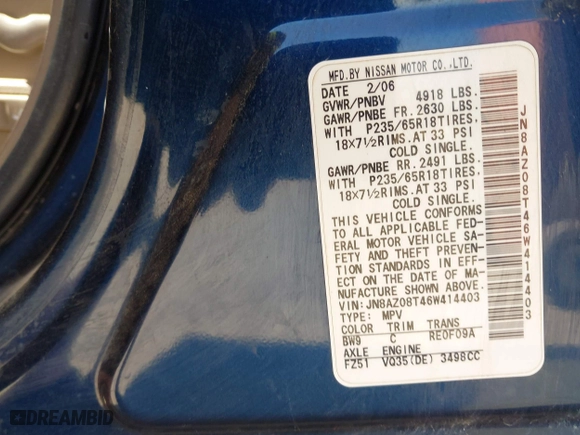 MFD.BY NISSAN MOTOR CO.,LTD.
DATE 2/06
GVWR/PNBV 4918 LBS.
GAWR/PNBE FR. 2630 LBS.
WITH P235/65R18TIRES,
18X7½RIMS.AT 33 PSI
COLD SINGLE.
GAWR/PNBE RR. 2491 LBS.
WITH P235/65R18TIRES,
18X7½RIMS.AT 33 PSI
COLD SINGLE.
THIS VEHICLE CONFORMS
TO ALL APPLICABLE FED-
ERAL MOTOR VEHICLE SA-
FETY AND THEFT PREVEN-
TION STANDARDS IN EFF-
ECT ON THE DATE OF MA-
NUFACTURE SHOWN ABOVE.
VIN:JN8AZ08T46W414403
TYPE: MPV
COLOR TRIM TRANS
BW9 C RE0F09A
AXLE ENGINE
FZ51 VQ35(DE) 3498CC
JN8AZ08T46W414403
DREAMBID